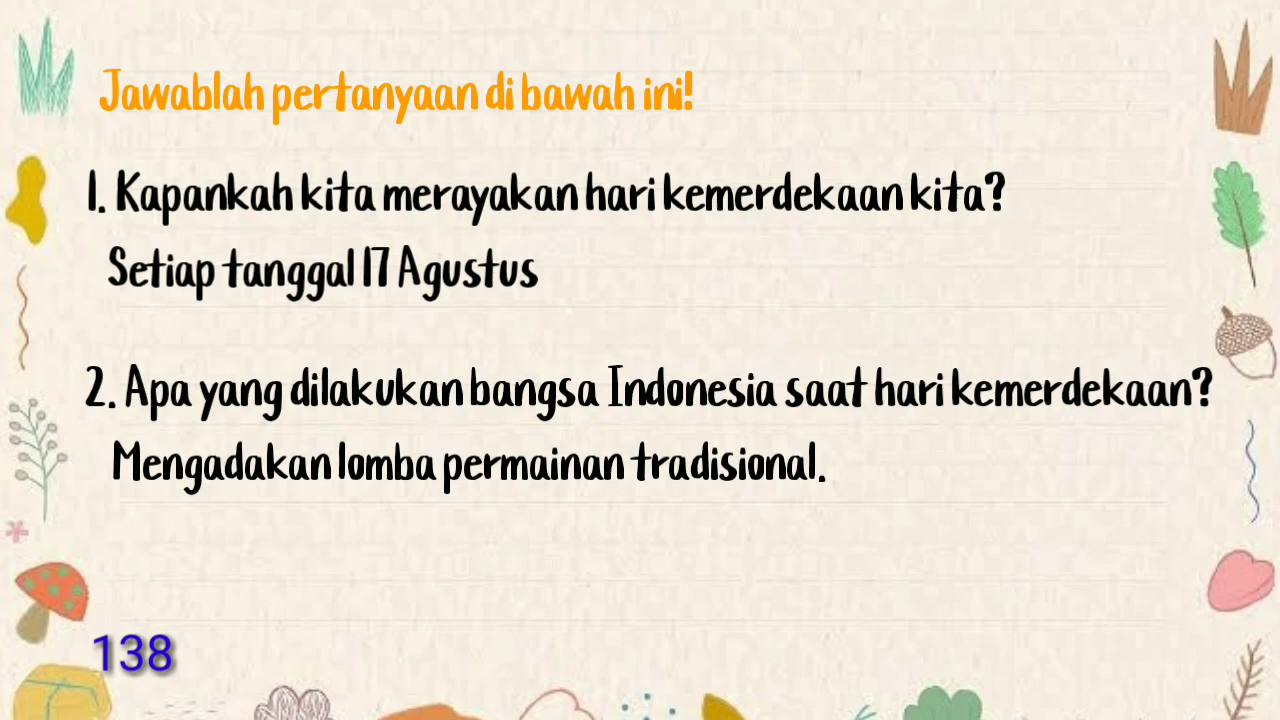 Jawablah pertanyaan di bawah ini!
1. Kapankah kita merayakan hari kemerdekaan kita?
Setiap tanggal 17 Agustus
2. Apa yang dilakukan bangsa Indonesia saat hari kemerdekaan?
Mengadakan lomba permainan tradisional.
138